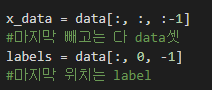 x_data = data[:, :, :-1]
#마지막 빼고는 다 data셋
labels = data[:, 0, -1]
#마지막 위치는 label